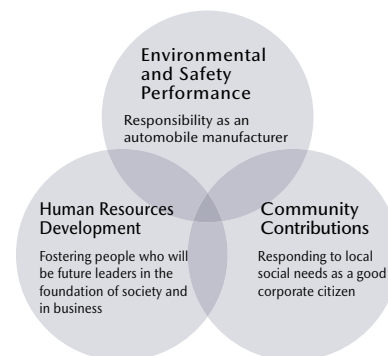 Environmental
and Safety
Performance
Responsibility as an
automobile manufacturer
Human Resources
Development
Fostering people who will
be future leaders in the
foundation of society and
in business
Community
Contributions
Responding to local
social needs as a good
corporate citizen